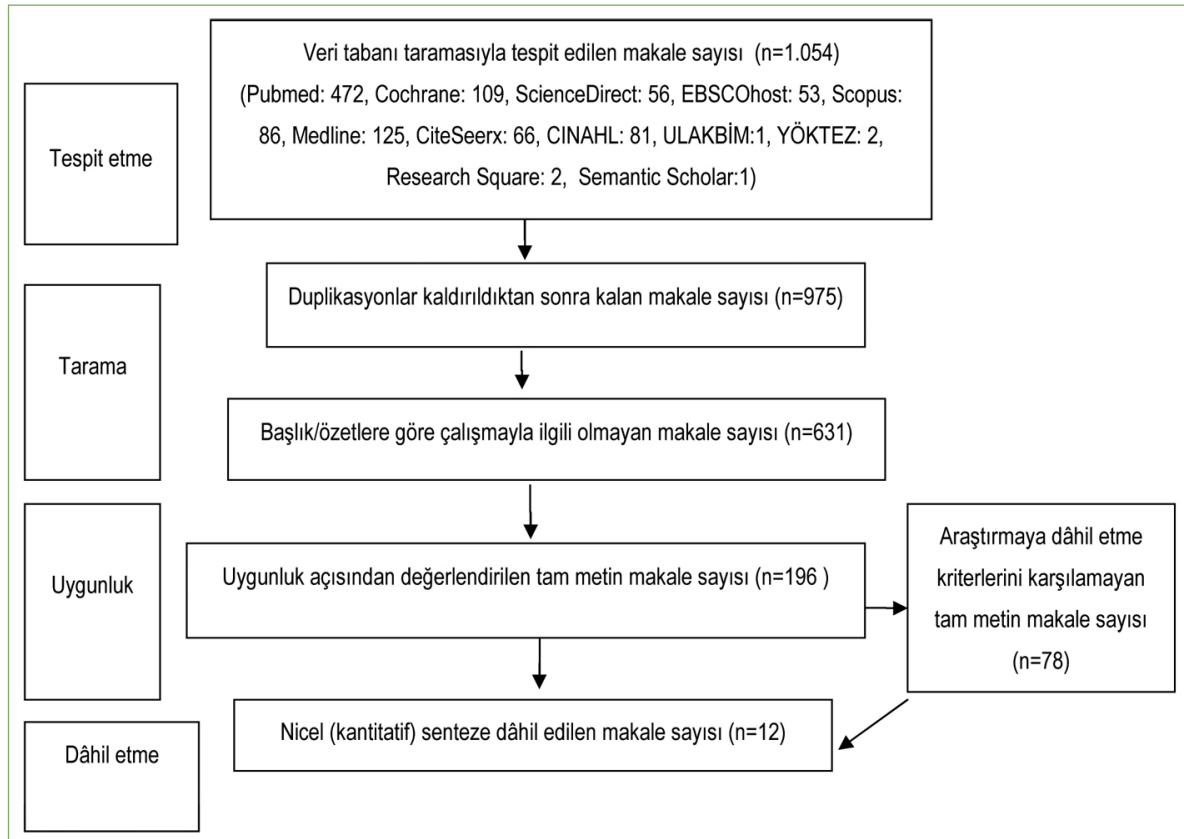 Veri tabanı taramasıyla tespit edilen makale sayısı (n=1.054)
(Pubmed: 472, Cochrane: 109, ScienceDirect: 56, EBSCOhost: 53, Scopus:
86, Medline: 125, CiteSeerx: 66, CINAHL: 81, ULAKBİM:1, YÖKTEZ: 2,
Research Square: 2, Semantic Scholar:1)
Tespit etme
Duplikasyonlar kaldırıldıktan sonra kalan makale sayısı (n=975)
Tarama
Başlık/özetlere göre çalışmayla ilgili olmayan makale sayısı (n=631)
Uygunluk
Uygunluk açısından değerlendirilen tam metin makale sayısı (n=196 )
Araştırmaya dâhil etme
kriterlerini karşılamayan
tam metin makale sayısı
(n=78)
Nicel (kantitatif) senteze dâhil edilen makale sayısı (n=12)
Dâhil etme